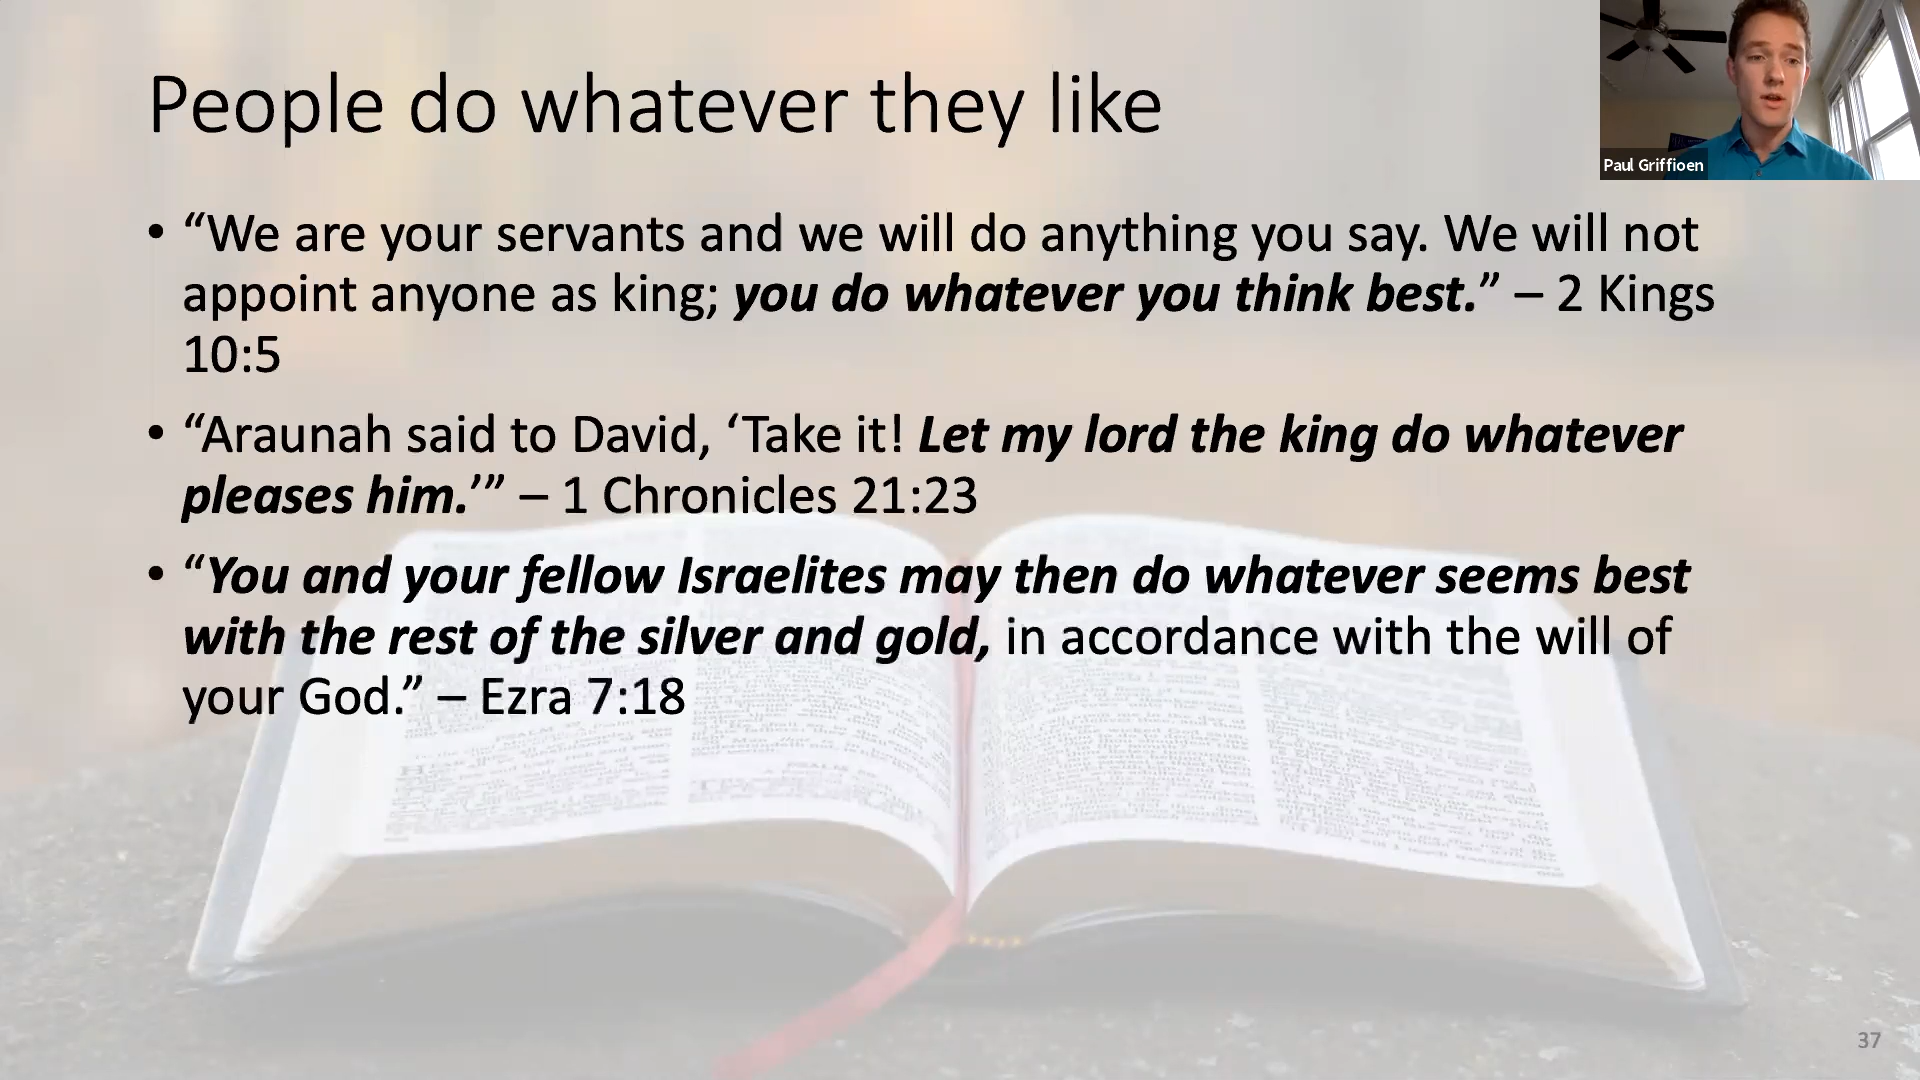 People do whatever they like
Paul Griffioen
• “We are your servants and we will do anything you say. We will not
appoint anyone as king; you do whatever you think best.” – 2 Kings
10:5
• “Araunah said to David, ‘Take it! Let my lord the king do whatever
pleases him.’” – 1 Chronicles 21:23
• “You and your fellow Israelites may then do whatever seems best
with the rest of the silver and gold, in accordance with the will of
your God.” – Ezra 7:18
37